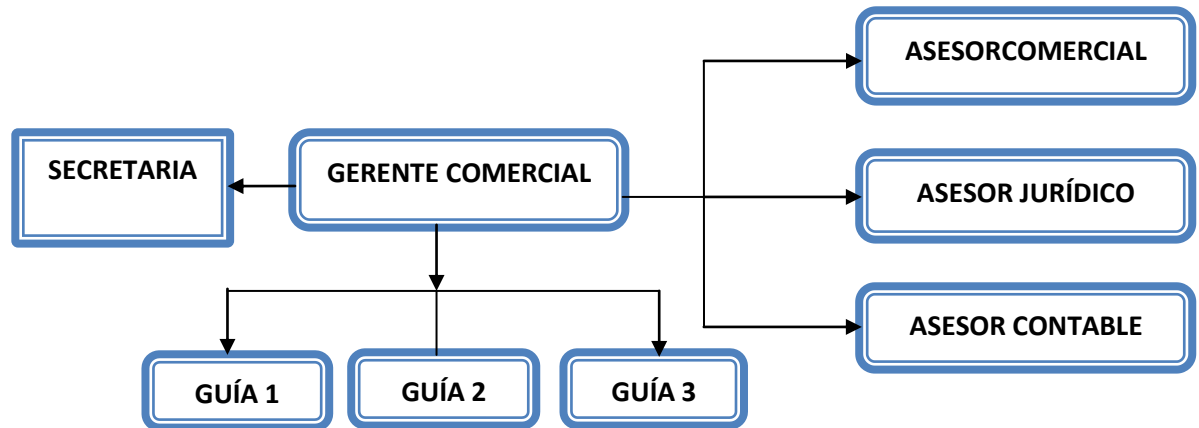 ASESORCOMERCIAL
SECRETARIA
GERENTE COMERCIAL
ASESOR JURÍDICO
ASESOR CONTABLE
GUÍA 1
GUÍA 2
GUÍA 3